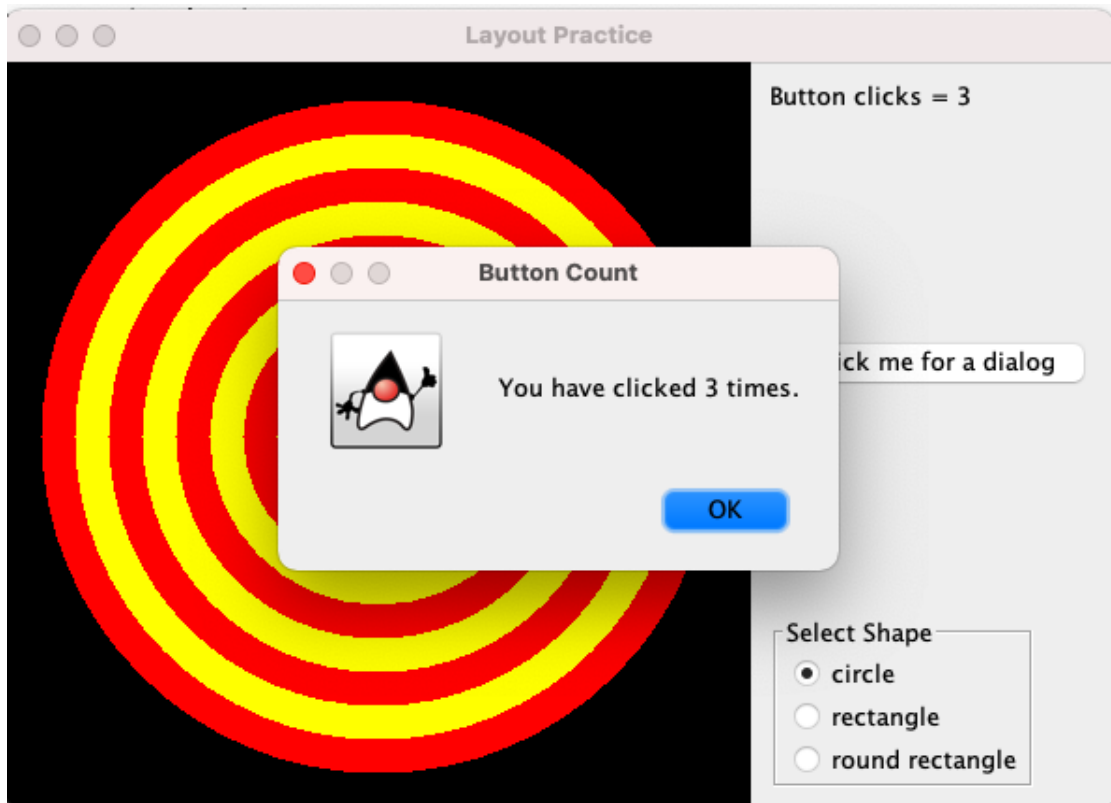 Layout Practice
Button clicks = 3
Button Count
You have clicked 3 times.
ick me for a dialog
OK
Select Shape
circle
rectangle
round rectangle